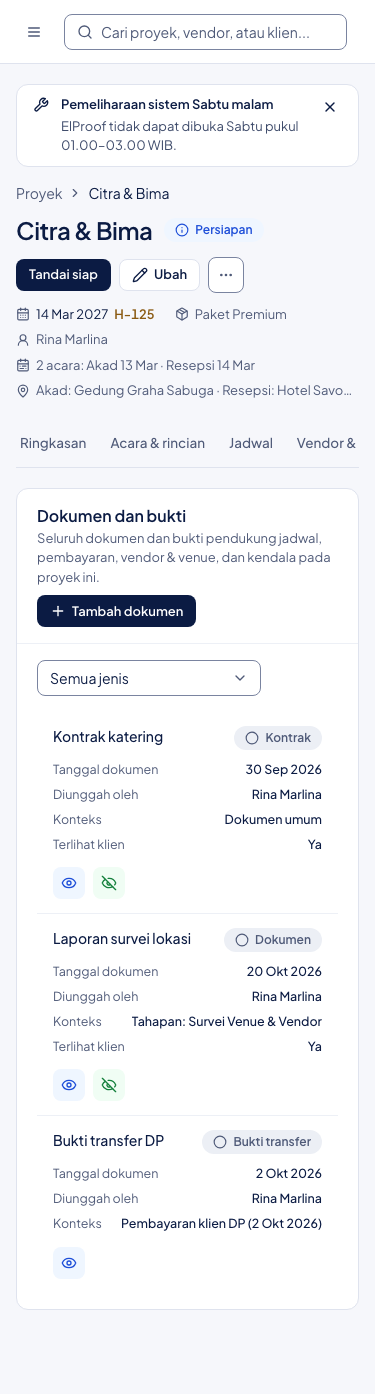 Cari proyek, vendor, atau klien...
Pemeliharaan sistem Sabtu malam
ElProof tidak dapat dibuka Sabtu pukul
01.00–03.00 WIB.
Proyek > Citra & Bima
Citra & Bima Persiapan
Tandai siap Ubah ...
14 Mar 2027 H-125 Paket Premium
Rina Marlina
2 acara: Akad 13 Mar · Resepsi 14 Mar
Akad: Gedung Graha Sabuga · Resepsi: Hotel Savo...
Ringkasan Acara & rincian Jadwal Vendor &
Dokumen dan bukti
Seluruh dokumen dan bukti pendukung jadwal,
pembayaran, vendor & venue, dan kendala pada
proyek ini.
+ Tambah dokumen
Semua jenis
Kontrak katering Kontrak
Tanggal dokumen 30 Sep 2026
Diunggah oleh Rina Marlina
Konteks Dokumen umum
Terlihat klien Ya
Laporan survei lokasi Dokumen
Tanggal dokumen 20 Okt 2026
Diunggah oleh Rina Marlina
Konteks Tahapan: Survei Venue & Vendor
Terlihat klien Ya
Bukti transfer DP Bukti transfer
Tanggal dokumen 2 Okt 2026
Diunggah oleh Rina Marlina
Konteks Pembayaran klien DP (2 Okt 2026)